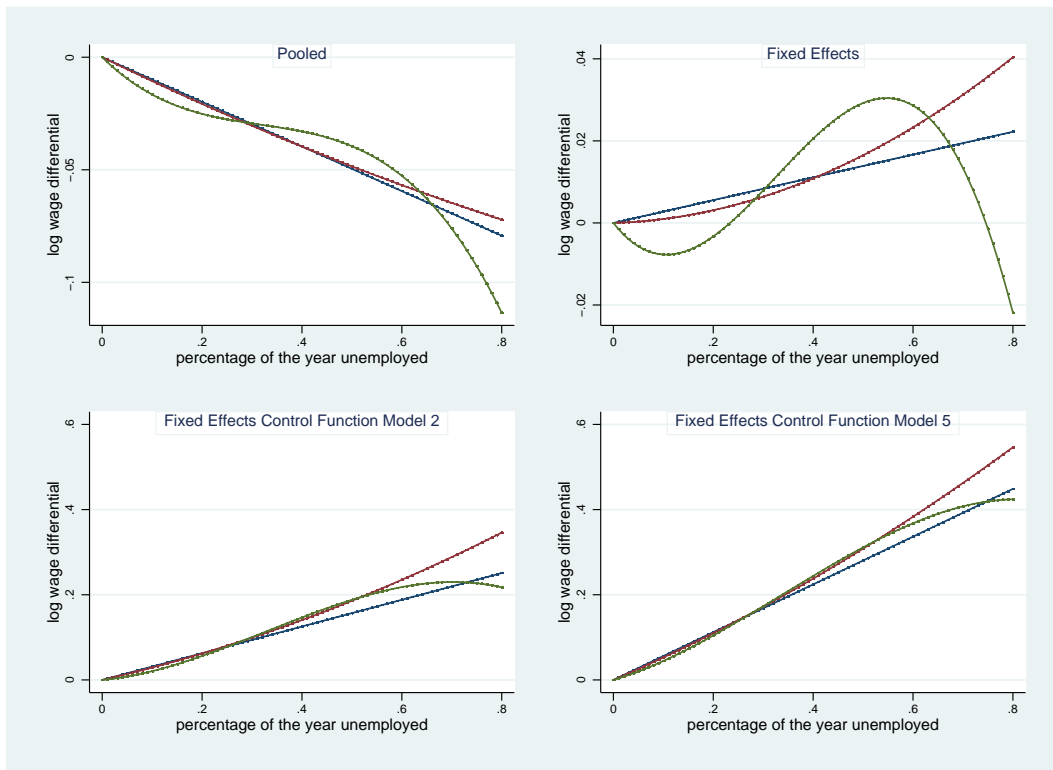 Pooled
0
-.05
-.1
log wage differential
0 .2 .4 .6 .8
percentage of the year unemployed
Fixed Effects
.04
.02
0
-.02
log wage differential
0 .2 .4 .6 .8
percentage of the year unemployed
Fixed Effects Control Function Model 2
.6
.4
.2
0
log wage differential
0 .2 .4 .6 .8
percentage of the year unemployed
Fixed Effects Control Function Model 5
.6
.4
.2
0
log wage differential
0 .2 .4 .6 .8
percentage of the year unemployed